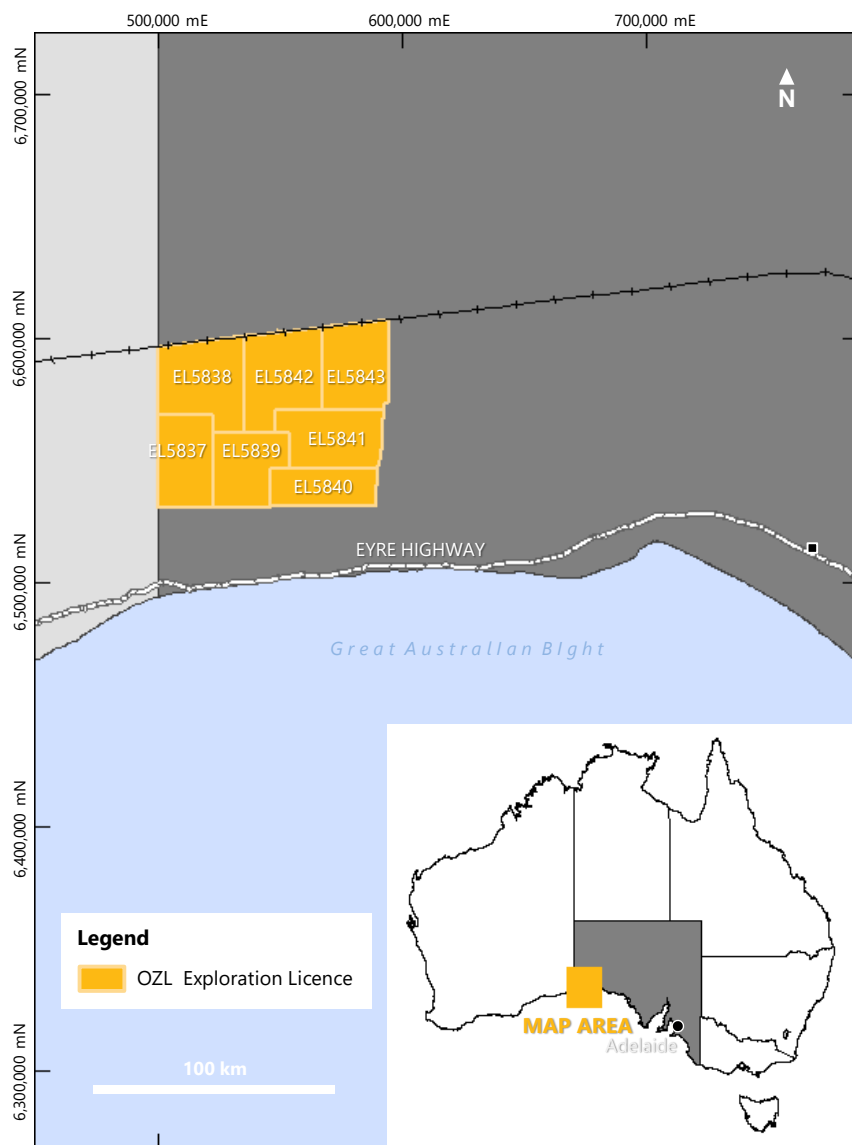 500,000 mE
600,000 mE
700,000 mE
6,700,000 mN
N
6,600,000 mN
EL5838
EL5842
EL5843
EL5837
EL5839
EL5841
EL5840
EYRE HIGHWAY
6,500,000 mN
Great AustralIan BIght
6,400,000 mN
Legend
OZL Exploration Licence
MAP AREA
Adelaide
6,300,000 mN
100 km